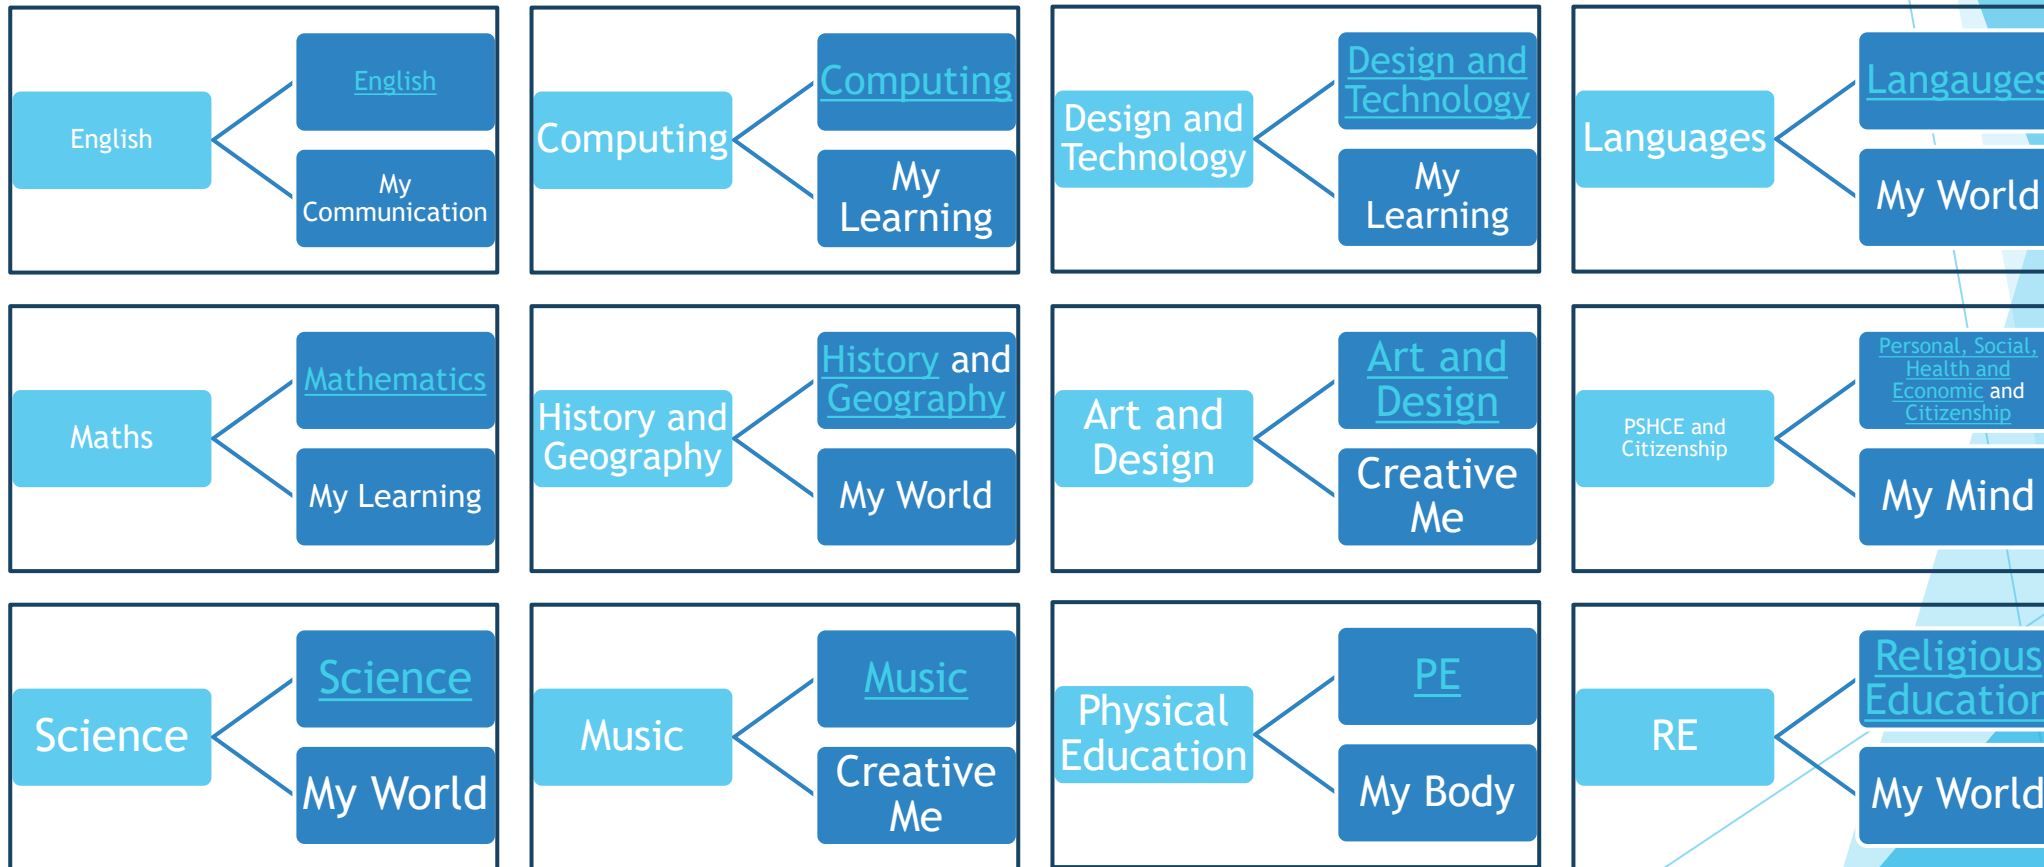 English
English
My
Communication
Computing
Computing
My
Learning
Design and
Technology
Design and
Technology
My
Learning
Languages
Langauges
My World
Maths
Mathematics
My Learning
History and
Geography
History and
Geography
My World
Art and
Design
Art and
Design
Creative
Me
PSHCE and
Citizenship
Personal, Social,
Health and
Economic and
Citizenship
My Mind
Science
Science
My World
Music
Music
Creative
Me
Physical
Education
PE
My Body
RE
Religious
Education
My World